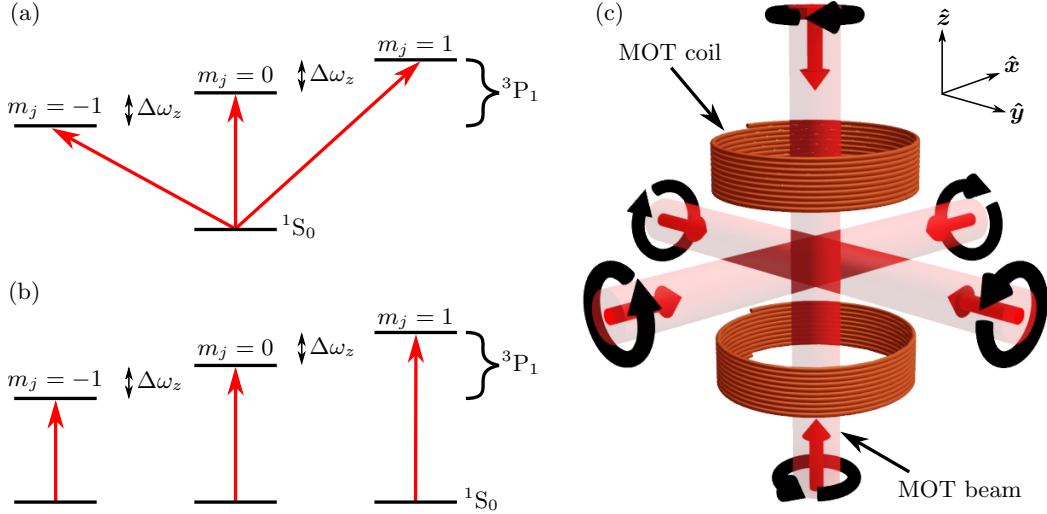 (a)
m_j = −1
Δω_z
m_j = 0
Δω_z
m_j = 1
³P₁
¹S₀
(b)
m_j = −1
Δω_z
m_j = 0
Δω_z
m_j = 1
³P₁
¹S₀
(c)
MOT coil
ẑ
x̂
ŷ
MOT beam